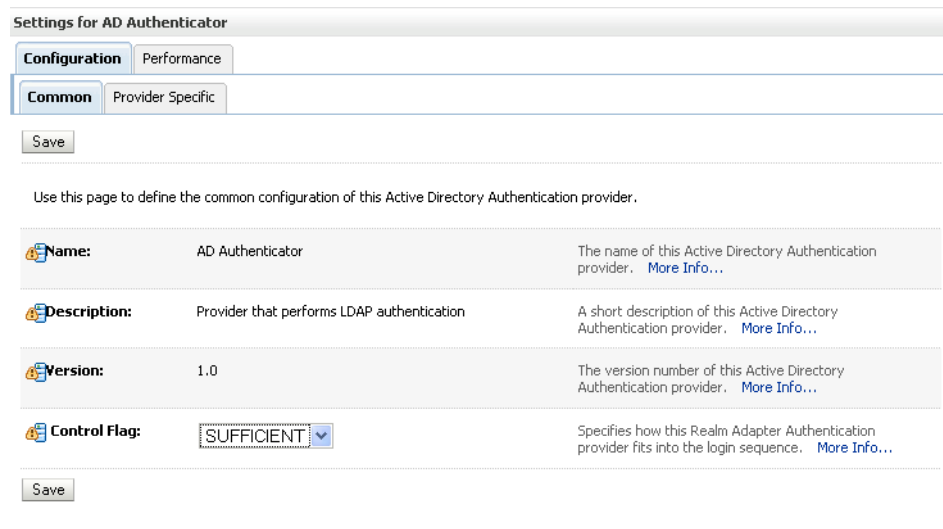 Settings for AD Authenticator
Configuration Performance
Common Provider Specific
Save
Use this page to define the common configuration of this Active Directory Authentication provider.
Name: AD Authenticator The name of this Active Directory Authentication
provider. More Info...
Description: Provider that performs LDAP authentication A short description of this Active Directory
Authentication provider. More Info...
Version: 1.0 The version number of this Active Directory
Authentication provider. More Info...
Control Flag: SUFFICIENT Specifies how this Realm Adapter Authentication
provider fits into the login sequence. More Info...
Save